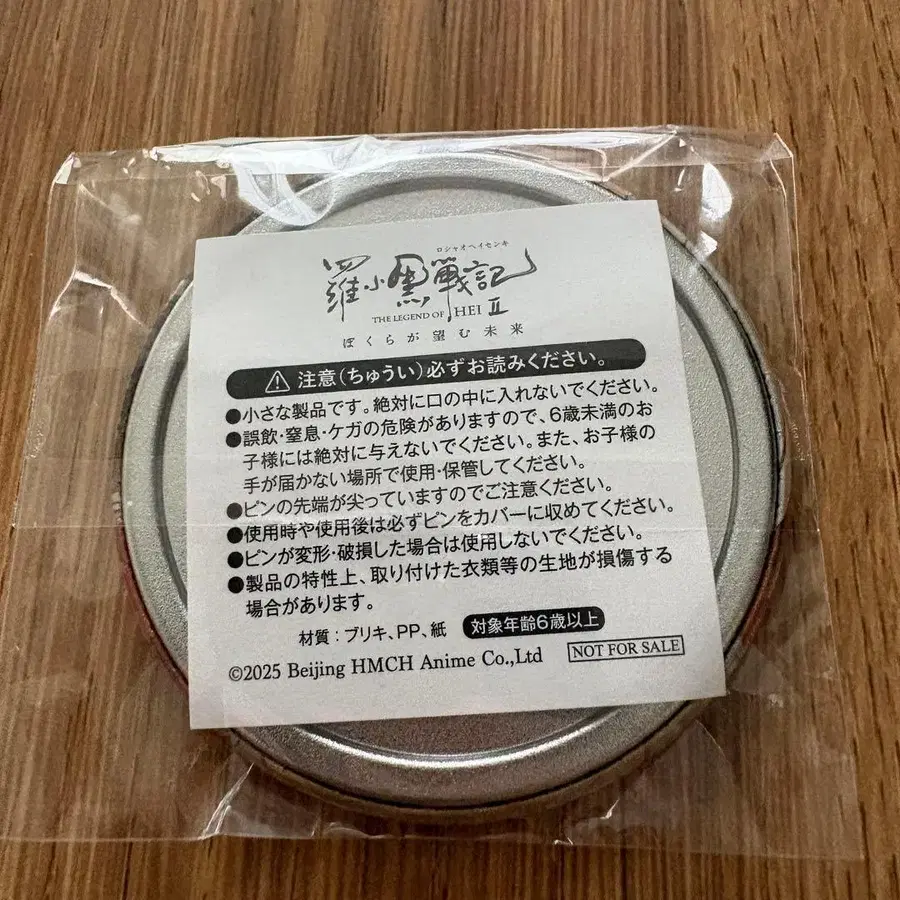 ロシャオヘイセンキ
羅小黒戰記
THE LEGEND OF HEI Ⅱ
ぼくらが望む未来
注意(ちゅうい)必ずお読みください。
●小さな製品です。絶対に口の中に入れないでください。
●誤飲・窒息・ケガの危険がありますので、6歳未満のお
子様には絶対に与えないでください。また、お子様の
手が届かない場所で使用・保管してください。
●ピンの先端が尖っていますのでご注意ください。
●使用時や使用後は必ずピンをカバーに収めてください。
●ピンが変形・破損した場合は使用しないでください。
●製品の特性上、取り付けた衣類等の生地が損傷する
場合があります。
材質:ブリキ、PP、紙 対象年齢6歳以上
©2025 Beijing HMCH Anime Co.,Ltd NOT FOR SALE